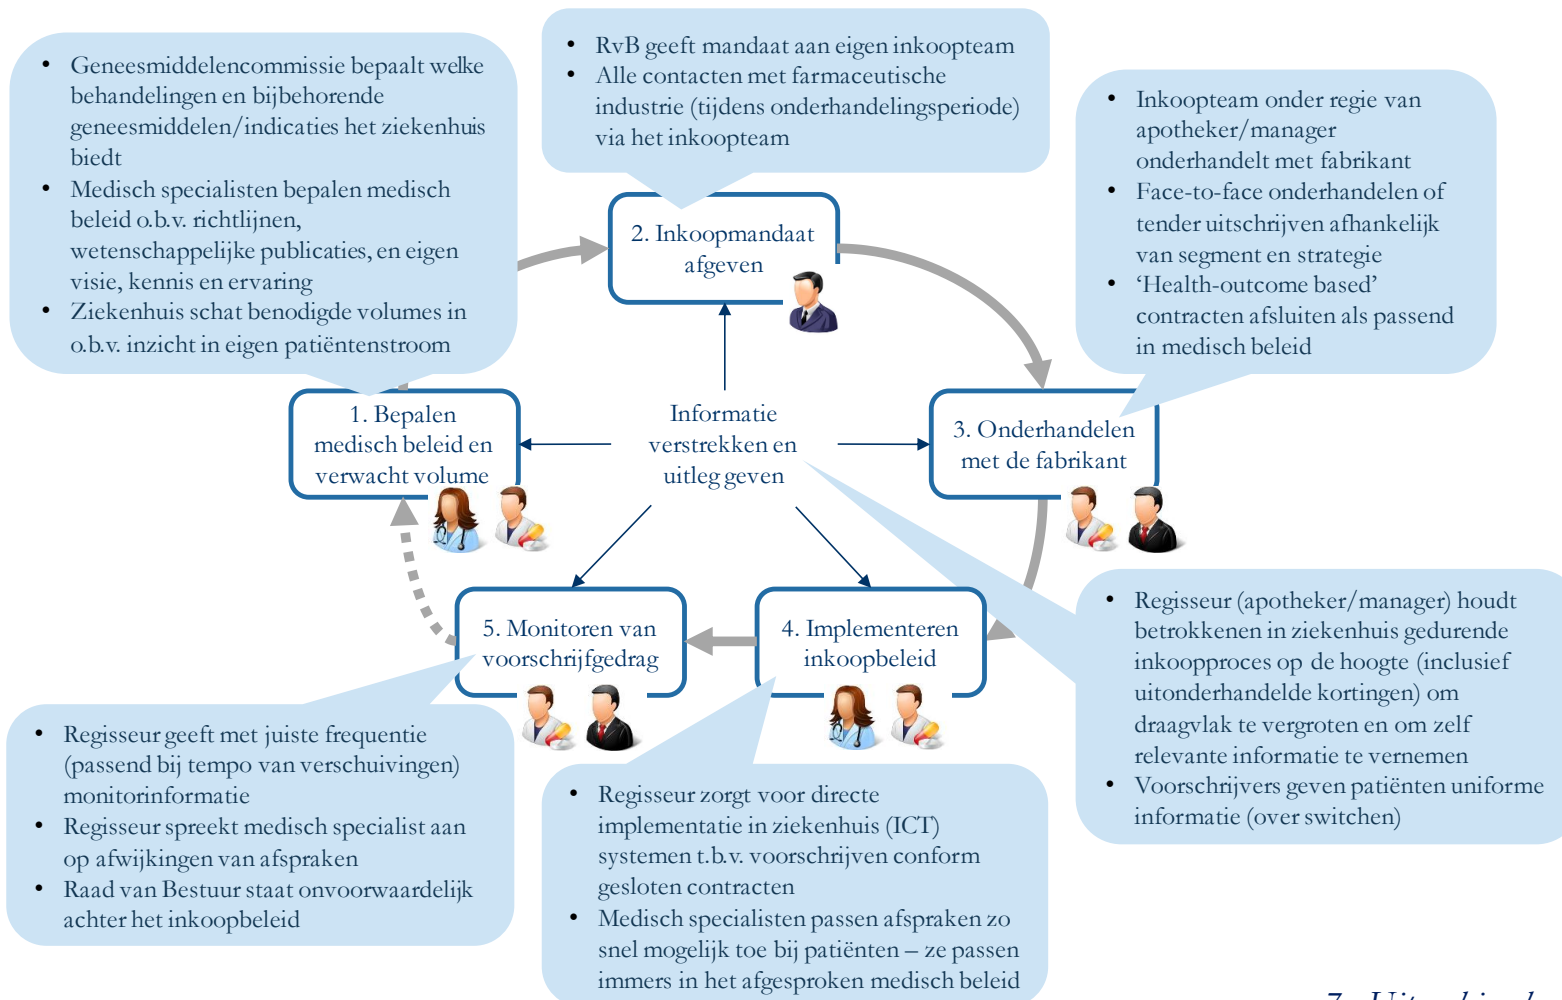 • Geneesmiddelencommissie bepaalt welke
behandelingen en bijbehorende
geneesmiddelen/indicaties het ziekenhuis
biedt
• Medisch specialisten bepalen medisch
beleid o.b.v. richtlijnen,
wetenschappelijke publicaties, en eigen
visie, kennis en ervaring
• Ziekenhuis schat benodigde volumes in
o.b.v. inzicht in eigen patiëntenstroom
• RvB geeft mandaat aan eigen inkoopteam
• Alle contacten met farmaceutische
industrie (tijdens onderhandelingsperiode)
via het inkoopteam
• Inkoopteam onder regie van
apotheker/manager
onderhandelt met fabrikant
• Face-to-face onderhandelen of
tender uitschrijven afhankelijk
van segment en strategie
• ‘Health-outcome based’
contracten afsluiten als passend
in medisch beleid
2. Inkoopmandaat
afgeven
1. Bepalen
medisch beleid en
verwacht volume
Informatie
verstrekken en
uitleg geven
3. Onderhandelen
met de fabrikant
5. Monitoren van
voorschrijfgedrag
4. Implementeren
inkoopbeleid
• Regisseur (apotheker/manager) houdt
betrokkenen in ziekenhuis gedurende
inkoopproces op de hoogte (inclusief
uitonderhandelde kortingen) om
draagvlak te vergroten en om zelf
relevante informatie te vernemen
• Voorschrijvers geven patiënten uniforme
informatie (over switchen)
• Regisseur geeft met juiste frequentie
(passend bij tempo van verschuivingen)
monitorinformatie
• Regisseur spreekt medisch specialist aan
op afwijkingen van afspraken
• Raad van Bestuur staat onvoorwaardelijk
achter het inkoopbeleid
• Regisseur zorgt voor directe
implementatie in ziekenhuis (ICT)
systemen t.b.v. voorschrijven conform
gesloten contracten
• Medisch specialisten passen afspraken zo
snel mogelijk toe bij patiënten – ze passen
immers in het afgesproken medisch beleid